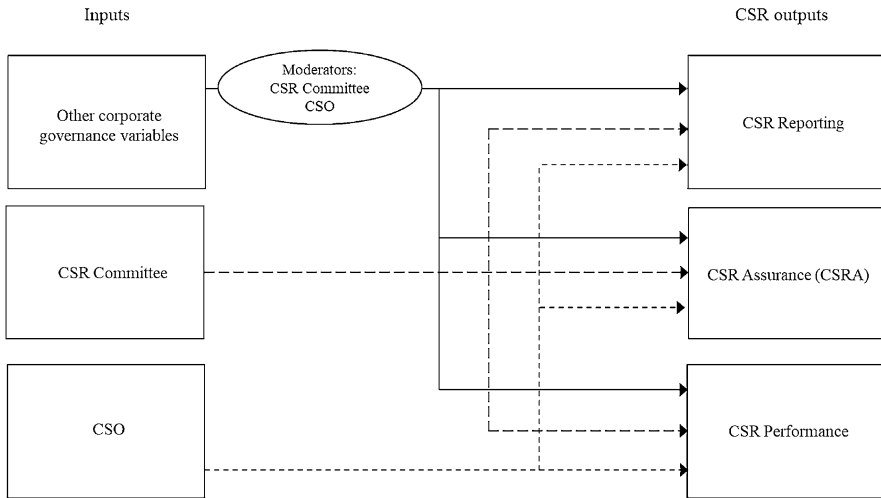 Inputs
CSR outputs
Moderators:
CSR Committee
CSO
Other corporate
governance variables
CSR Reporting
CSR Committee
CSR Assurance (CSRA)
CSO
CSR Performance